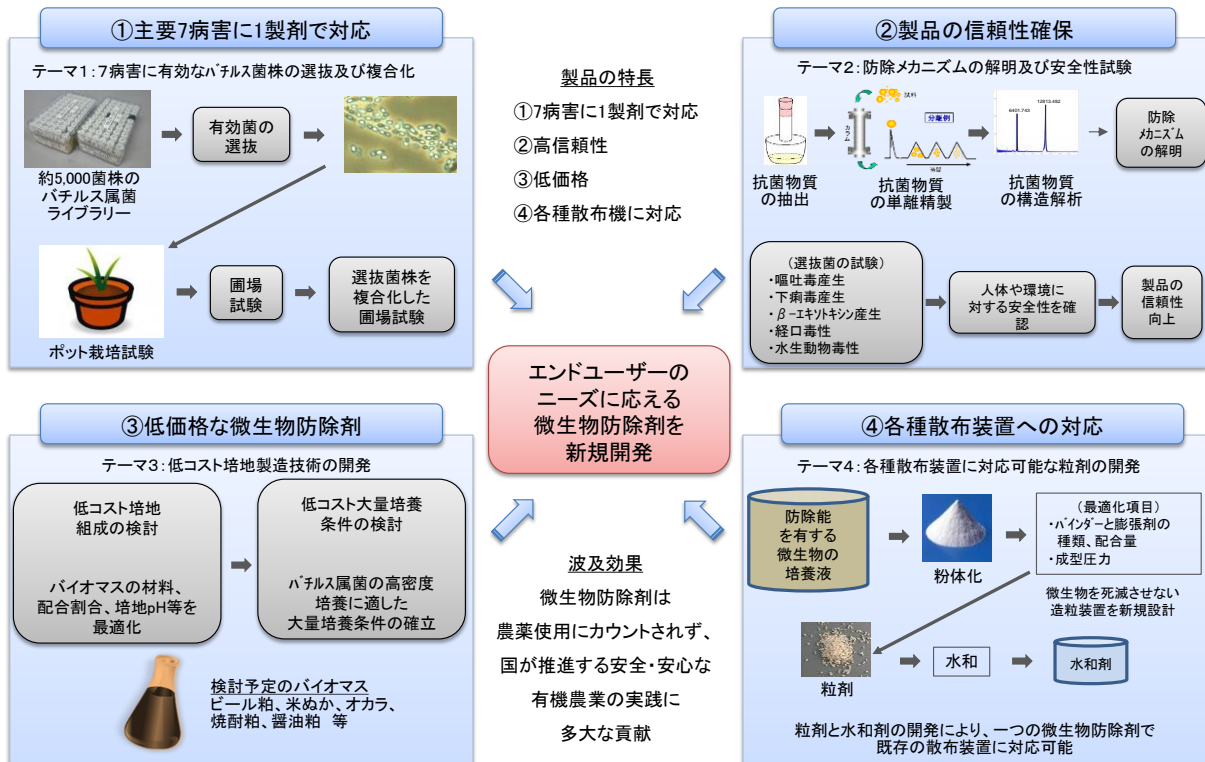 ①主要7病害に1製剤で対応
テーマ1:7病害に有効なバチルス菌株の選抜及び複合化
有効菌の
選抜
約5,000菌株の
バチルス属菌
ライブラリー
圃場
試験
選抜菌株を
複合化した
圃場試験
ポット栽培試験
製品の特長
①7病害に1製剤で対応
②高信頼性
③低価格
④各種散布機に対応
②製品の信頼性確保
テーマ2:防除メカニズムの解明及び安全性試験
試料
カラム
分離例
時間
6401.743
12813.482
防除
メカニズム
の解明
抗菌物質
の抽出
抗菌物質
の単離精製
抗菌物質
の構造解析
(選抜菌の試験)
・嘔吐毒産生
・下痢毒産生
・β-エキソトキシン産生
・経口毒性
・水生動物毒性
人体や環境に
対する安全性を確
認
製品の
信頼性
向上
エンドユーザーの
ニーズに応える
微生物防除剤を
新規開発
③低価格な微生物防除剤
テーマ3:低コスト培地製造技術の開発
低コスト培地
組成の検討
バイオマスの材料、
配合割合、培地pH等を
最適化
低コスト大量培養
条件の検討
バチルス属菌の高密度
培養に適した
大量培養条件の確立
検討予定のバイオマス
ビール粕、米ぬか、オカラ、
焼酎粕、醤油粕 等
波及効果
微生物防除剤は
農薬使用にカウントされず、
国が推進する安全・安心な
有機農業の実践に
多大な貢献
④各種散布装置への対応
テーマ4:各種散布装置に対応可能な粒剤の開発
防除能
を有する
微生物の
培養液
粉体化
(最適化項目)
・バインダーと膨張剤の
種類、配合量
・成型圧力
微生物を死滅させない
造粒装置を新規設計
粒剤
水和
水和剤
粒剤と水和剤の開発により、一つの微生物防除剤で
既存の散布装置に対応可能